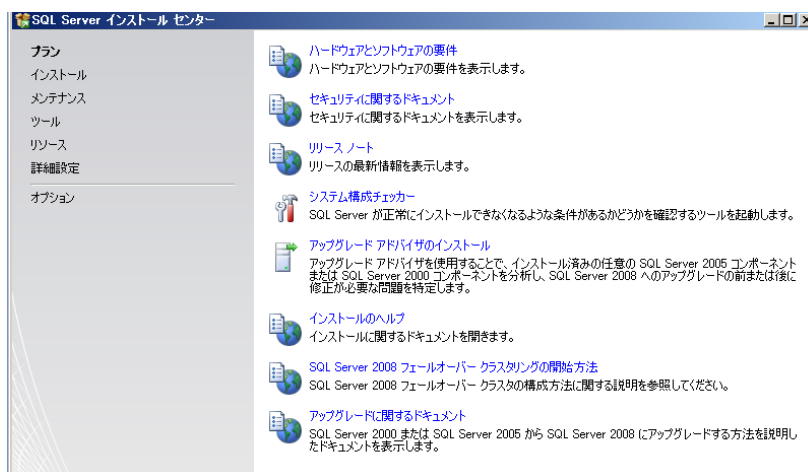 SQL Server インストール センター
プラン
インストール
メンテナンス
ツール
リソース
詳細設定
オプション
ハードウェアとソフトウェアの要件
ハードウェアとソフトウェアの要件を表示します。
セキュリティに関するドキュメント
セキュリティに関するドキュメントを表示します。
リリース ノート
リリースの最新情報を表示します。
システム構成チェッカー
SQL Server が正常にインストールできなくなるような条件があるかどうかを確認するツールを起動します。
アップグレード アドバイザのインストール
アップグレード アドバイザを使用することで、インストール済みの任意の SQL Server 2005 コンポーネント
または SQL Server 2000 コンポーネントを分析し、SQL Server 2008 へのアップグレードの前または後に
修正が必要な問題を特定します。
インストールのヘルプ
インストールに関するドキュメントを開きます。
SQL Server 2008 フェールオーバー クラスタリングの開始方法
SQL Server 2008 フェールオーバー クラスタの構成方法に関する説明を参照してください。
アップグレードに関するドキュメント
SQL Server 2000 または SQL Server 2005 から SQL Server 2008 にアップグレードする方法を説明し
たドキュメントを表示します。